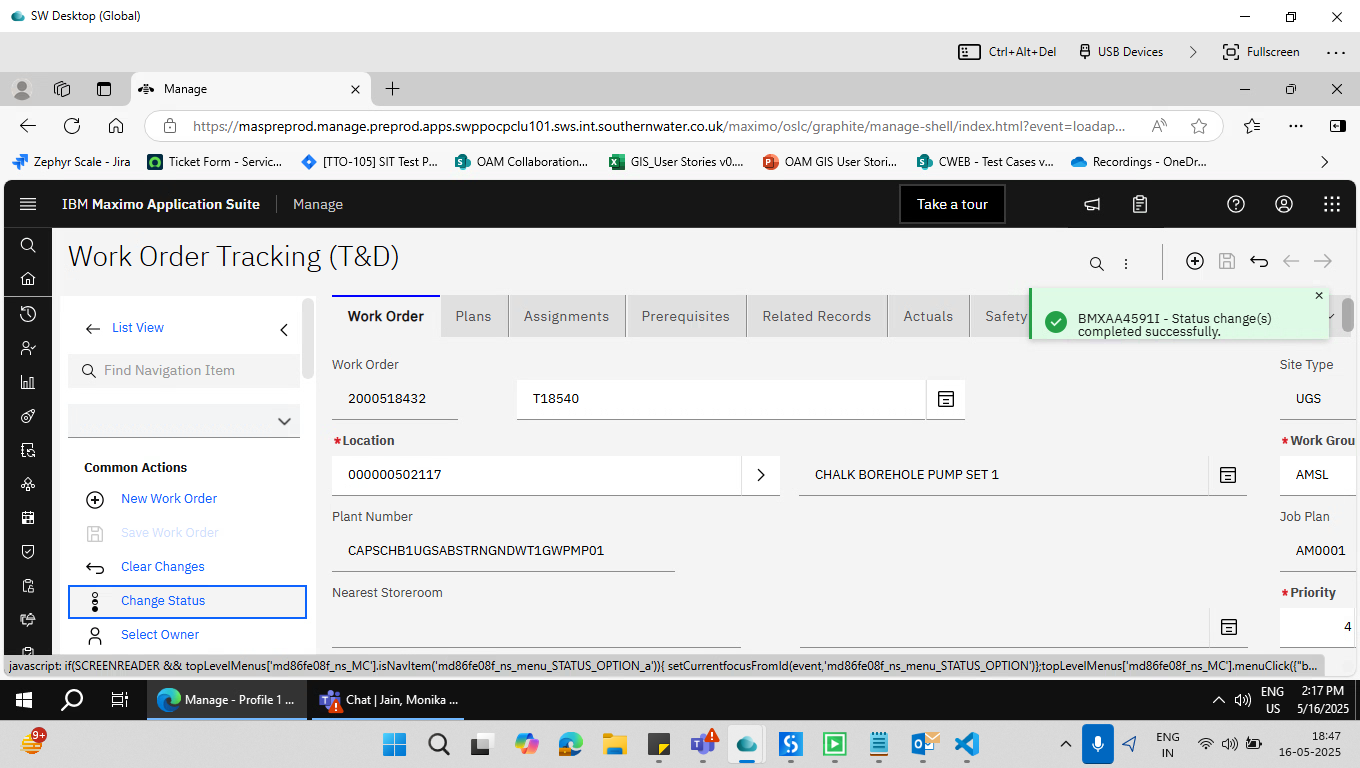 SW Desktop (Global)
Ctrl+Alt+Del USB Devices Fullscreen
Manage
https://maspreprod.manage.preprod.apps.swppocpclu101.sws.int.southernwater.co.uk/maximo/oslc/graphite/manage-shell/index.html?event=loadap...
Zephyr Scale - Jira Ticket Form - Servic... [TTO-105] SIT Test P... OAM Collaboration... GIS_User Stories v0.... OAM GIS User Stori... CWEB - Test Cases v... Recordings - OneDr...
IBM Maximo Application Suite Manage Take a tour
Work Order Tracking (T&D)
List View
Find Navigation Item
Common Actions
New Work Order
Save Work Order
Clear Changes
Change Status
Select Owner
Work Order Plans Assignments Prerequisites Related Records Actuals Safety
BMXAA4591I - Status change(s)
completed successfully.
Work Order Site Type
2000518432 T18540 UGS
*Location *Work Grou
000000502117 CHALK BOREHOLE PUMP SET 1 AMSL
Plant Number Job Plan
CAPSCHB1UGSABSTRNGNDWT1GWPMP01 AM0001
Nearest Storeroom *Priority
4
javascript: if(SCREENREADER && topLevelMenus['md86fe08f_ns_MC'].isNavItem('md86fe08f_ns_menu_STATUS_OPTION_a')){ setCurrentfocusFromId(event,'md86fe08f_ns_menu_STATUS_OPTION')};topLevelMenus['md86fe08f_ns_MC'].menuClick({"b...
Manage - Profile 1 ... Chat | Jain, Monika ...
ENG
US
2:17 PM
5/16/2025
9+
ENG
IN
18:47
16-05-2025